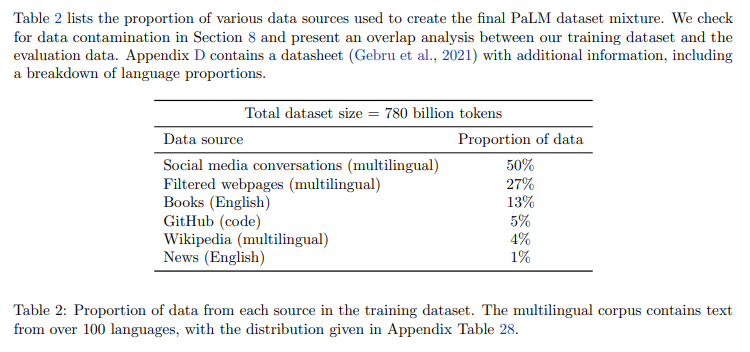 Table 2 lists the proportion of various data sources used to create the final PaLM dataset mixture. We check
for data contamination in Section 8 and present an overlap analysis between our training dataset and the
evaluation data. Appendix D contains a datasheet (Gebru et al., 2021) with additional information, including
a breakdown of language proportions.
Total dataset size = 780 billion tokens
Data source Proportion of data
Social media conversations (multilingual) 50%
Filtered webpages (multilingual) 27%
Books (English) 13%
GitHub (code) 5%
Wikipedia (multilingual) 4%
News (English) 1%
Table 2: Proportion of data from each source in the training dataset. The multilingual corpus contains text
from over 100 languages, with the distribution given in Appendix Table 28.